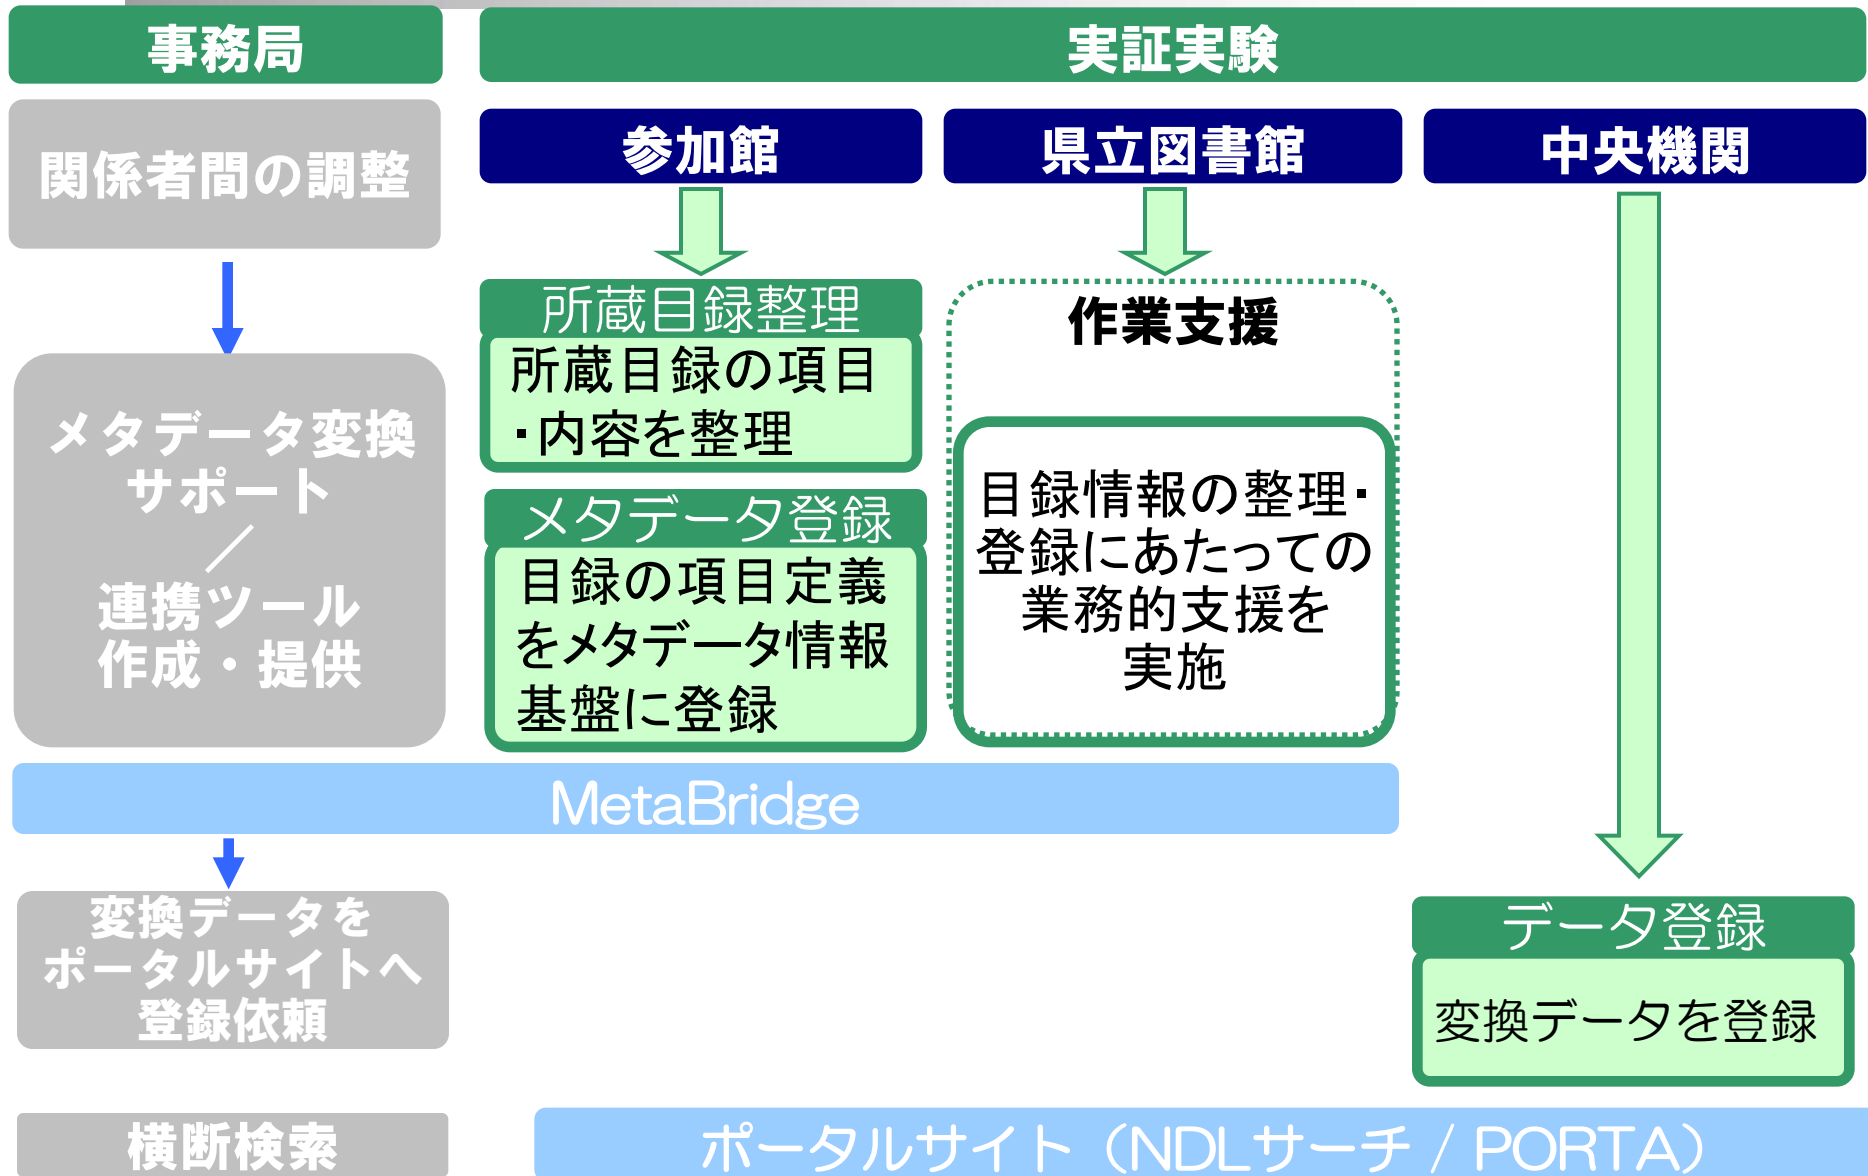 事務局
実証実験
関係者間の調整
参加館
県立図書館
中央機関
所蔵目録整理
所蔵目録の項目
・内容を整理
作業支援
メタデータ変換
サポート
／
連携ツール
作成・提供
メタデータ登録
目録の項目定義
をメタデータ情報
基盤に登録
目録情報の整理・
登録にあたっての
業務的支援を
実施
MetaBridge
変換データを
ポータルサイトへ
登録依頼
データ登録
変換データを登録
横断検索
ポータルサイト（NDLサーチ / PORTA）